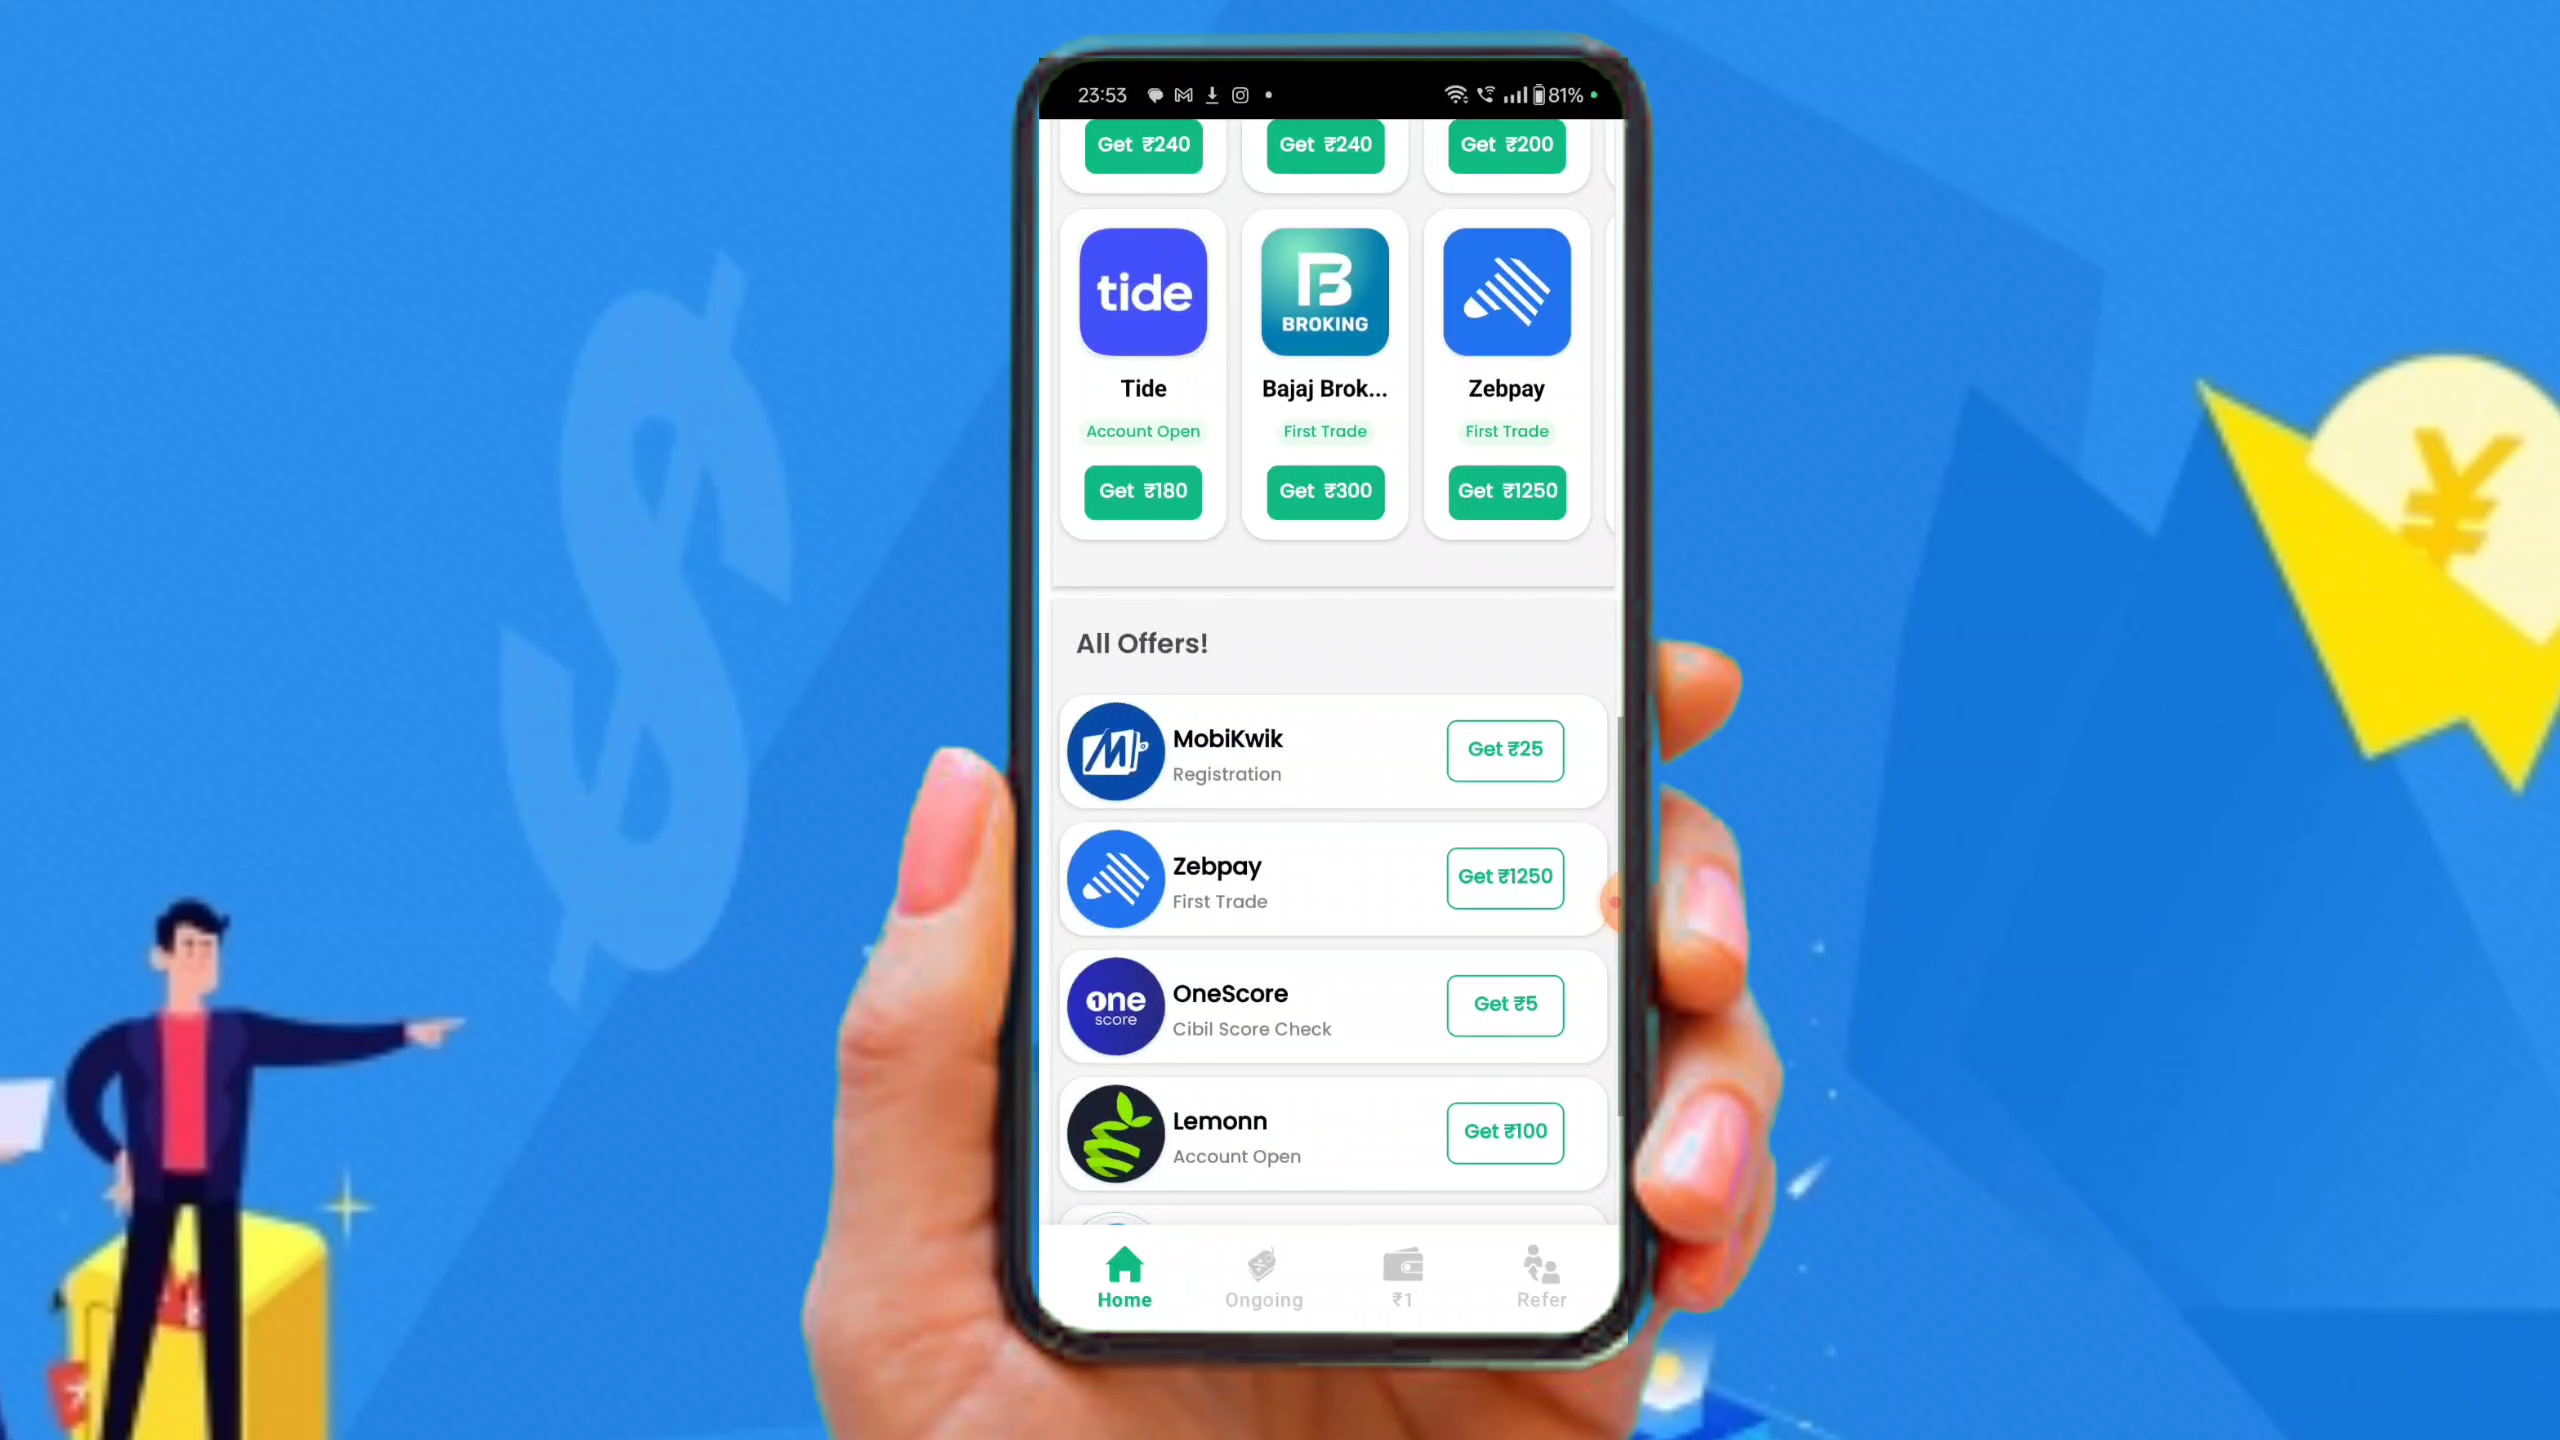 23:53
81%
Get ₹240
Get ₹240
Get ₹200
tide
BROKING
Tide
Bajaj Brok...
Zebpay
Account Open
First Trade
First Trade
Get ₹180
Get ₹300
Get ₹1250
All Offers!
MobiKwik
Registration
Get ₹25
Zebpay
First Trade
Get ₹1250
one
score
OneScore
Cibil Score Check
Get ₹5
Lemonn
Account Open
Get ₹100
Home
Ongoing
₹1
Refer
$
¥